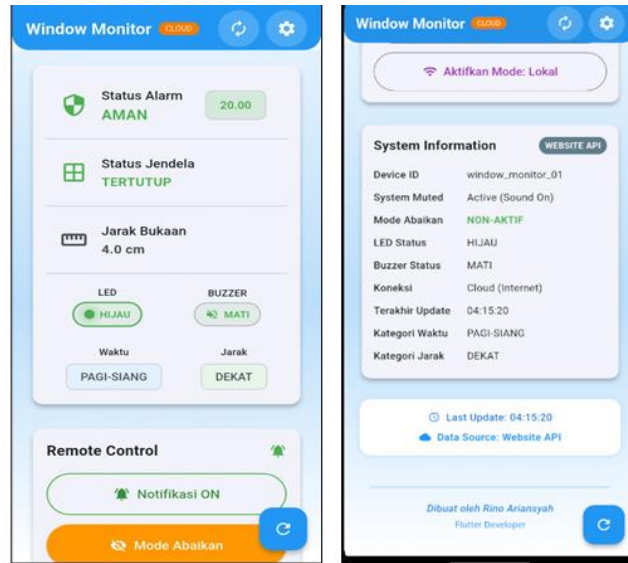 Window Monitor CLOUD
Status Alarm
AMAN
20.00
Status Jendela
TERTUTUP
Jarak Bukaan
4.0 cm
LED
BUZZER
HIJAU
MATI
Waktu
Jarak
PAGI-SIANG
DEKAT
Remote Control
Notifikasi ON
Mode Abaikan
Window Monitor CLOUD
Aktifkan Mode: Lokal
System Information
WEBSITE API
Device ID window_monitor_01
System Muted Active (Sound On)
Mode Abaikan NON-AKTIF
LED Status HIJAU
Buzzer Status MATI
Koneksi Cloud (Internet)
Terakhir Update 04:15:20
Kategori Waktu PAGI-SIANG
Kategori Jarak DEKAT
Last Update: 04:15:20
Data Source: Website API
Dibuat oleh Rino Ariansyah
Flutter Developer